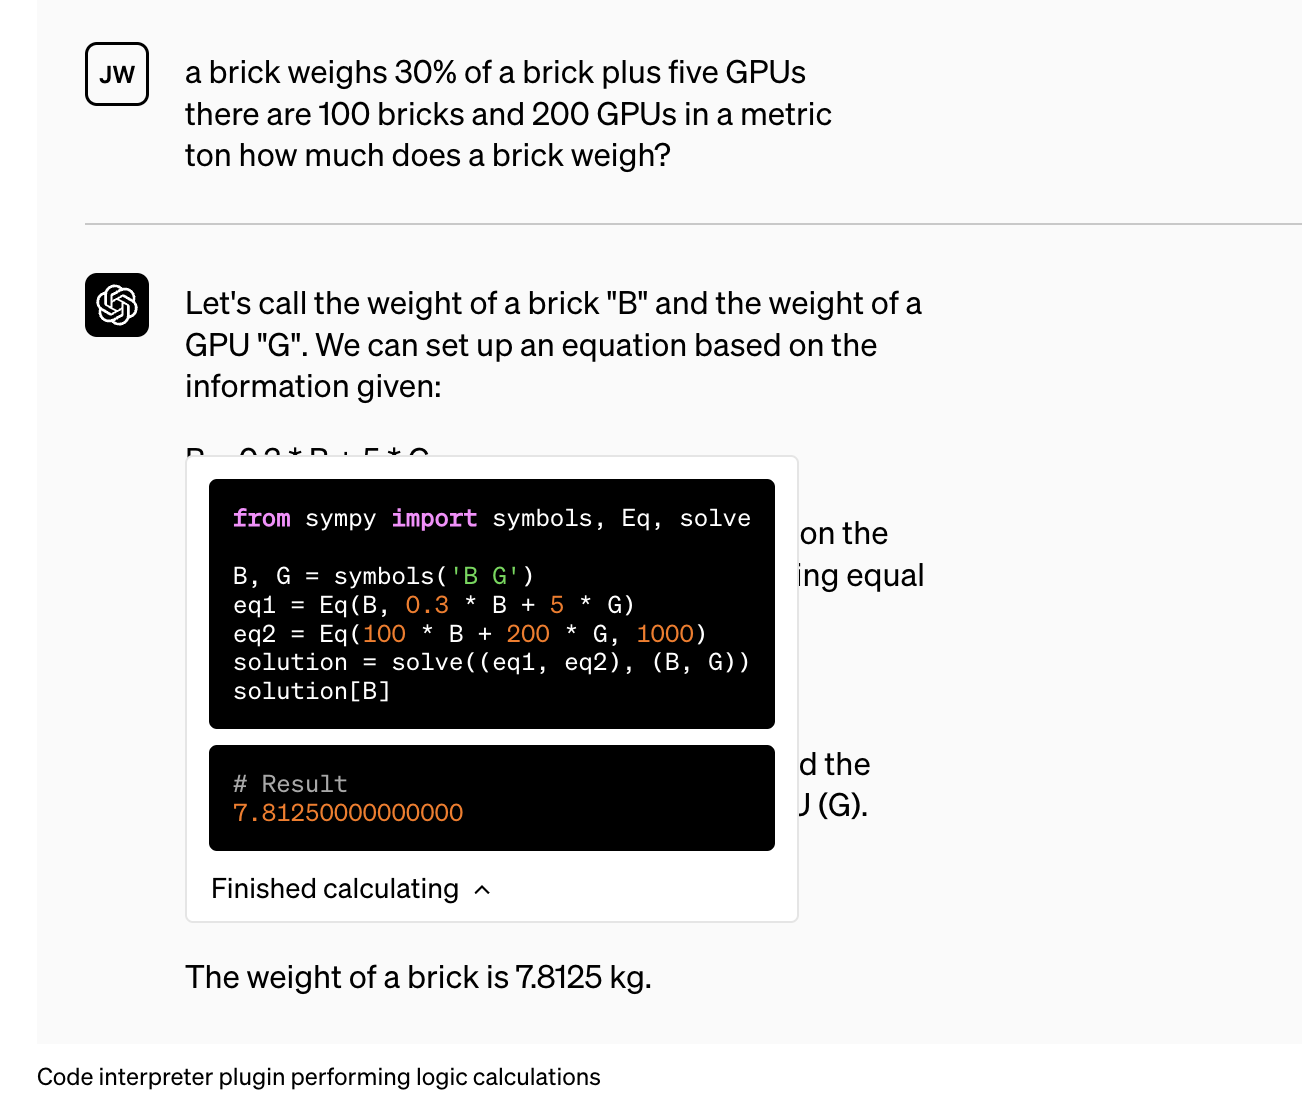 JW
a brick weighs 30% of a brick plus five GPUs
there are 100 bricks and 200 GPUs in a metric
ton how much does a brick weigh?
Let's call the weight of a brick "B" and the weight of a
GPU "G". We can set up an equation based on the
information given:
from sympy import symbols, Eq, solve
B, G = symbols('B G')
eq1 = Eq(B, 0.3 * B + 5 * G)
eq2 = Eq(100 * B + 200 * G, 1000)
solution = solve((eq1, eq2), (B, G))
solution[B]
on the
ing equal
d the
(G).
# Result
7.81250000000000
Finished calculating
The weight of a brick is 7.8125 kg.
Code interpreter plugin performing logic calculations